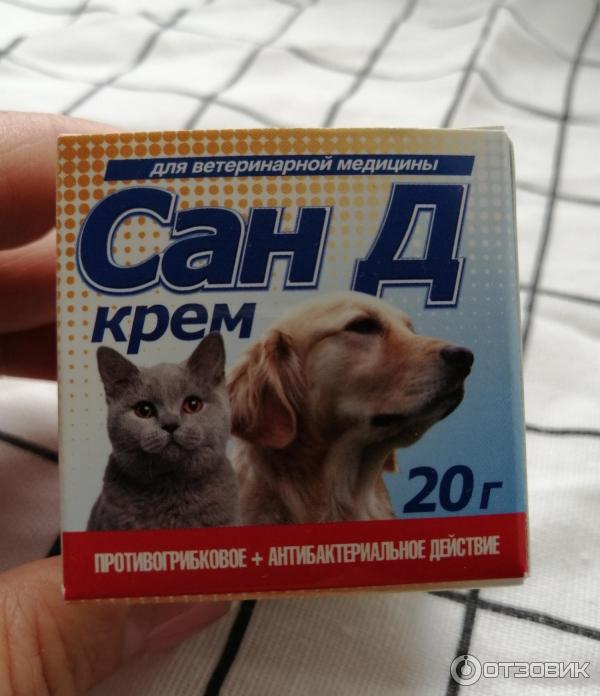 для ветеринарной медицины
Сан Д
крем
20 г
ПРОТИВОГРИБКОВОЕ + АНТИБАКТЕРИАЛЬНОЕ ДЕЙСТВИЕ
ОТЗОВИК